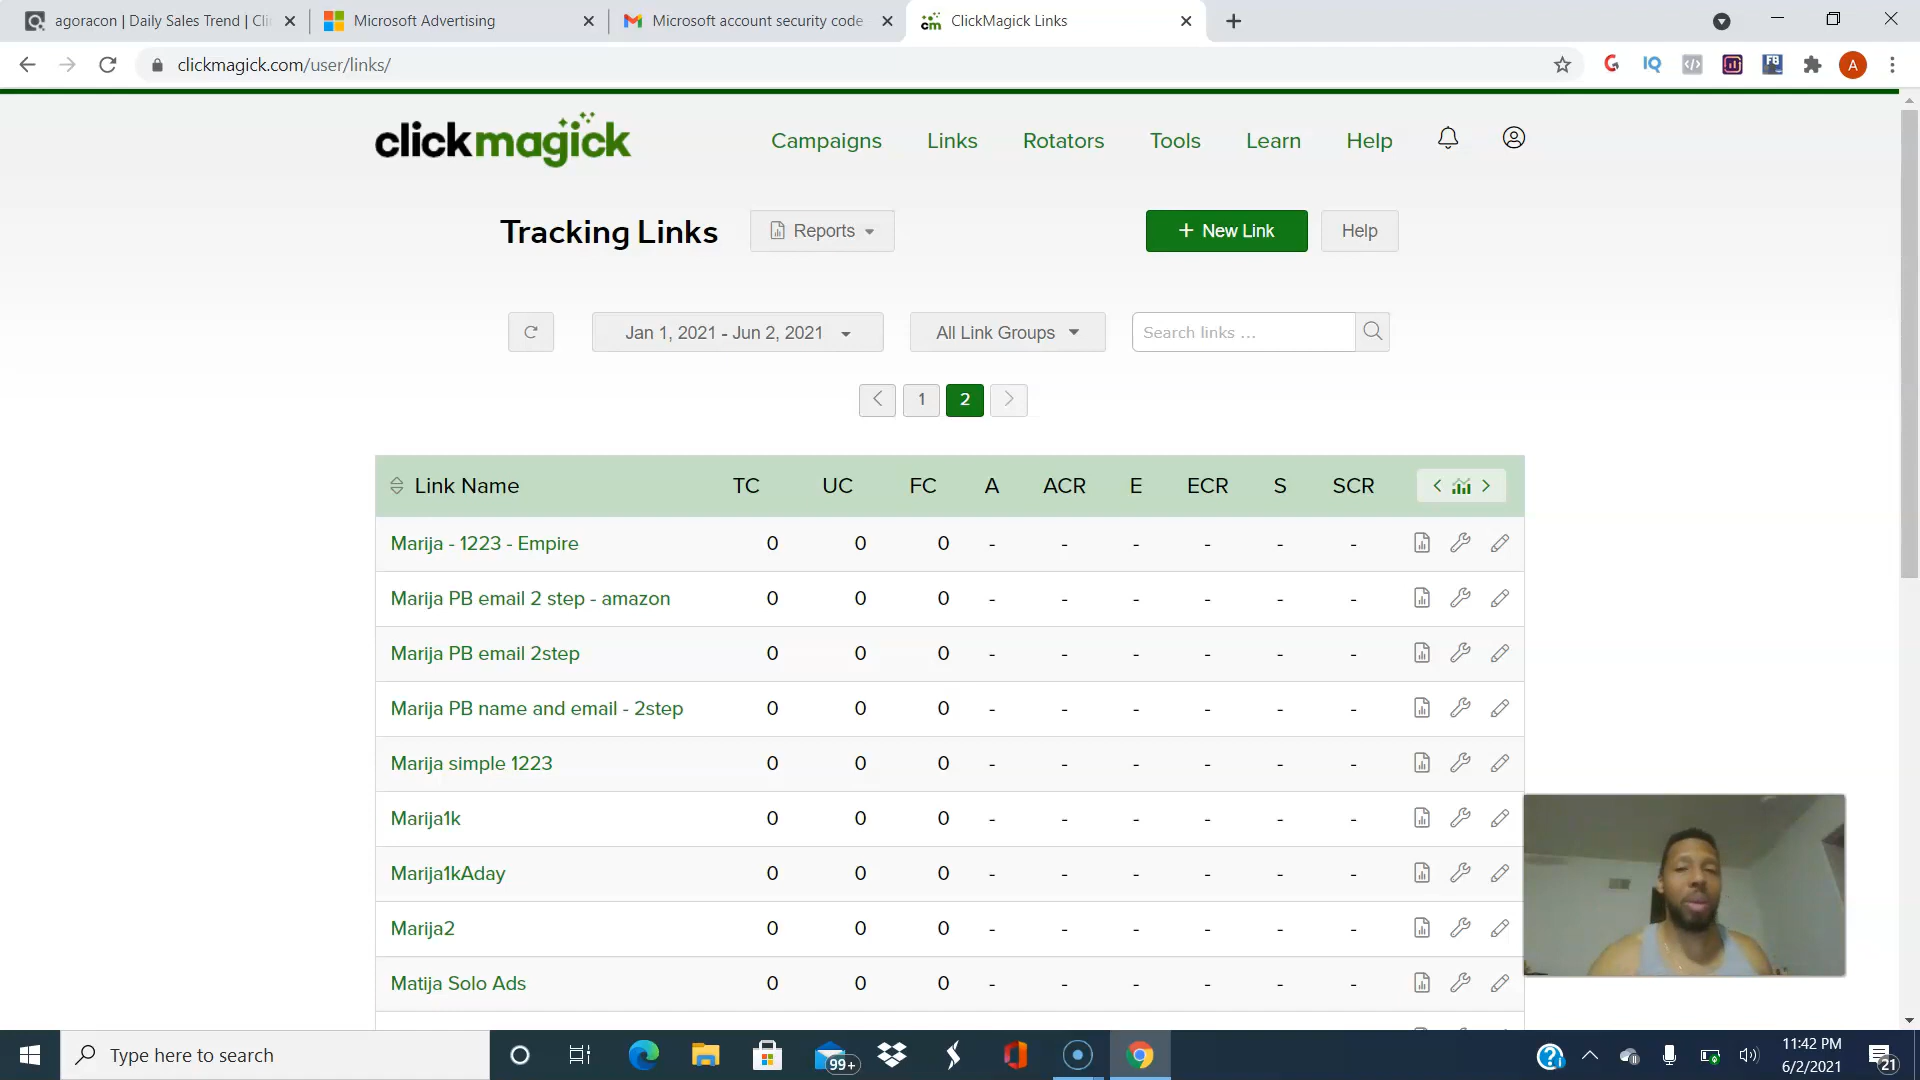 agoracon | Daily Sales Trend | Cli
Microsoft Advertising
Microsoft account security code
cm ClickMagick Links
clickmagick.com/user/links/
IQ
FB
A
clickmagick
Campaigns
Links
Rotators
Tools
Learn
Help
Tracking Links
Reports
+ New Link
Help
Jan 1, 2021 - Jun 2, 2021
All Link Groups
Search links ...
1
2
Link Name TC UC FC A ACR E ECR S SCR
Marija - 1223 - Empire 0 0 0 - - - - - -
Marija PB email 2 step - amazon 0 0 0 - - - - - -
Marija PB email 2step 0 0 0 - - - - - -
Marija PB name and email - 2step 0 0 0 - - - - - -
Marija simple 1223 0 0 0 - - - - - -
Marija1k 0 0 0 - - - - - -
Marija1kAday 0 0 0 - - - - - -
Marija2 0 0 0 - - - - - -
Matija Solo Ads 0 0 0 - - - - - -
Type here to search
99+
11:42 PM
6/2/2021
21